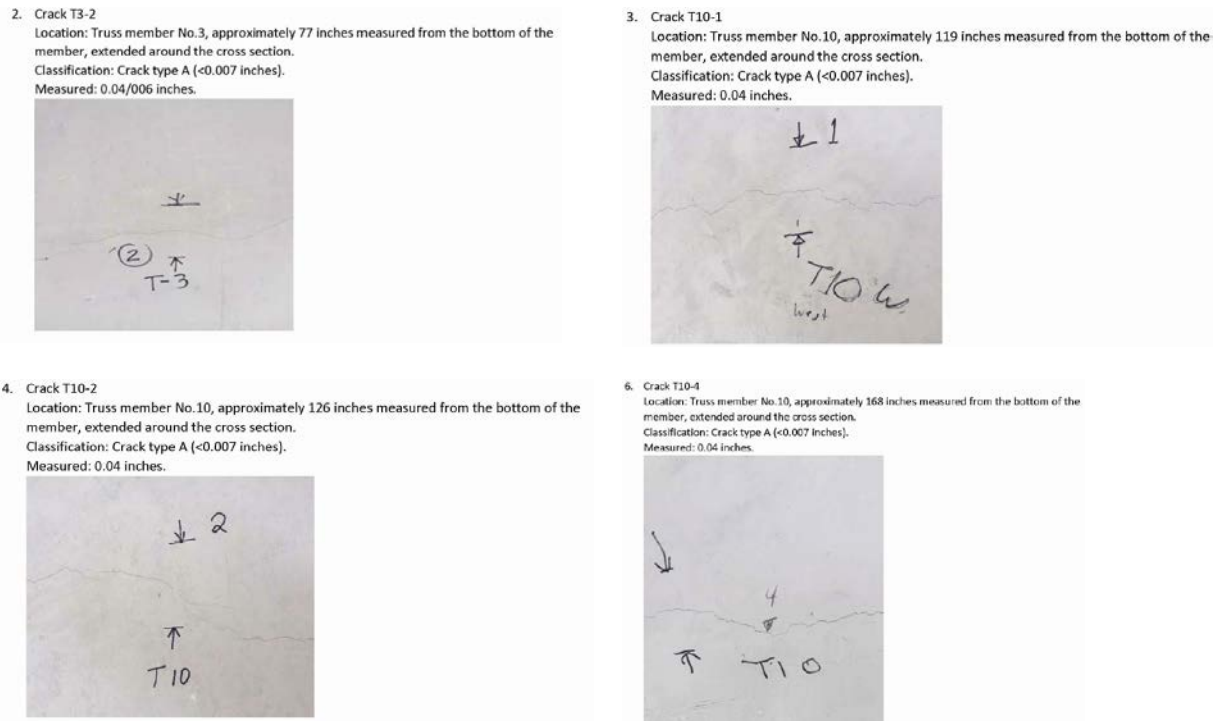 2. Crack T3-2
Location: Truss member No.3, approximately 77 inches measured from the bottom of the
member, extended around the cross section.
Classification: Crack type A (<0.007 inches).
Measured: 0.04/006 inches.
2
T-3
3. Crack T10-1
Location: Truss member No.10, approximately 119 inches measured from the bottom of the
member, extended around the cross section.
Classification: Crack type A (<0.007 inches).
Measured: 0.04 inches.
1
T10 W.
West
4. Crack T10-2
Location: Truss member No.10, approximately 126 inches measured from the bottom of the
member, extended around the cross section.
Classification: Crack type A (<0.007 inches).
Measured: 0.04 inches.
2
T10
6. Crack T10-4
Location: Truss member No.10, approximately 168 inches measured from the bottom of the
member, extended around the cross section.
Classification: Crack type A (<0.007 inches).
Measured: 0.04 inches.
4
T10